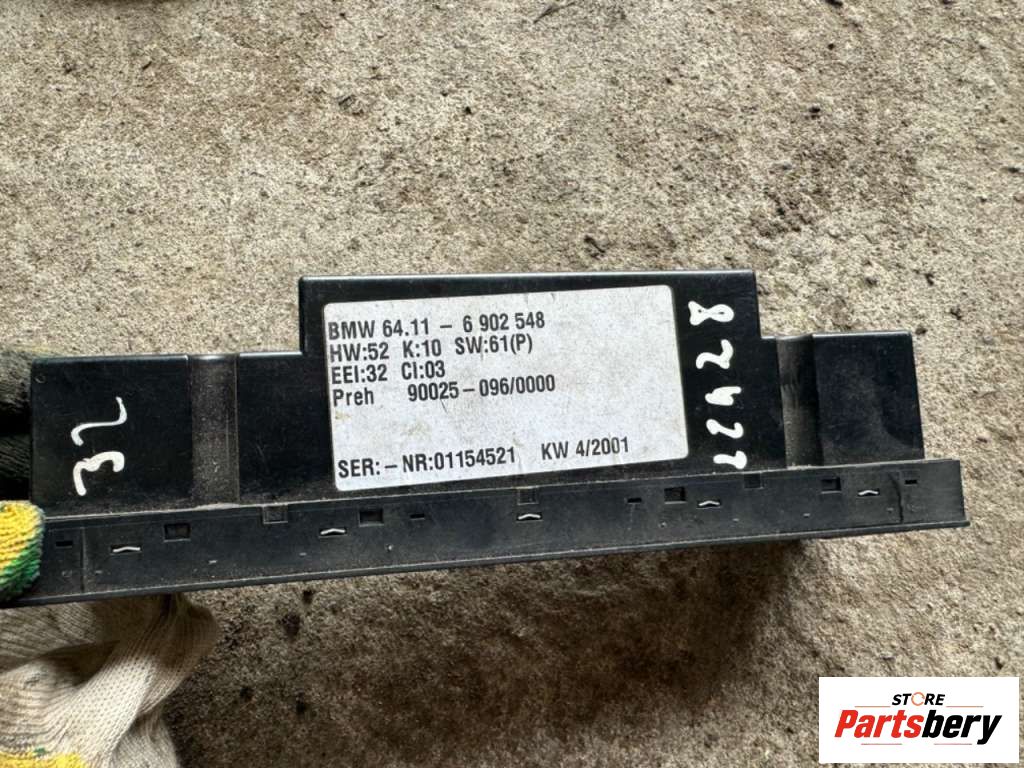 BMW 64.11 - 6 902 548
HW:52 K:10 SW:61(P)
EEI:32 CI:03
Preh 90025-096/0000
SER:-NR:01154521 KW 4/2001
32
STORE
Partsbery